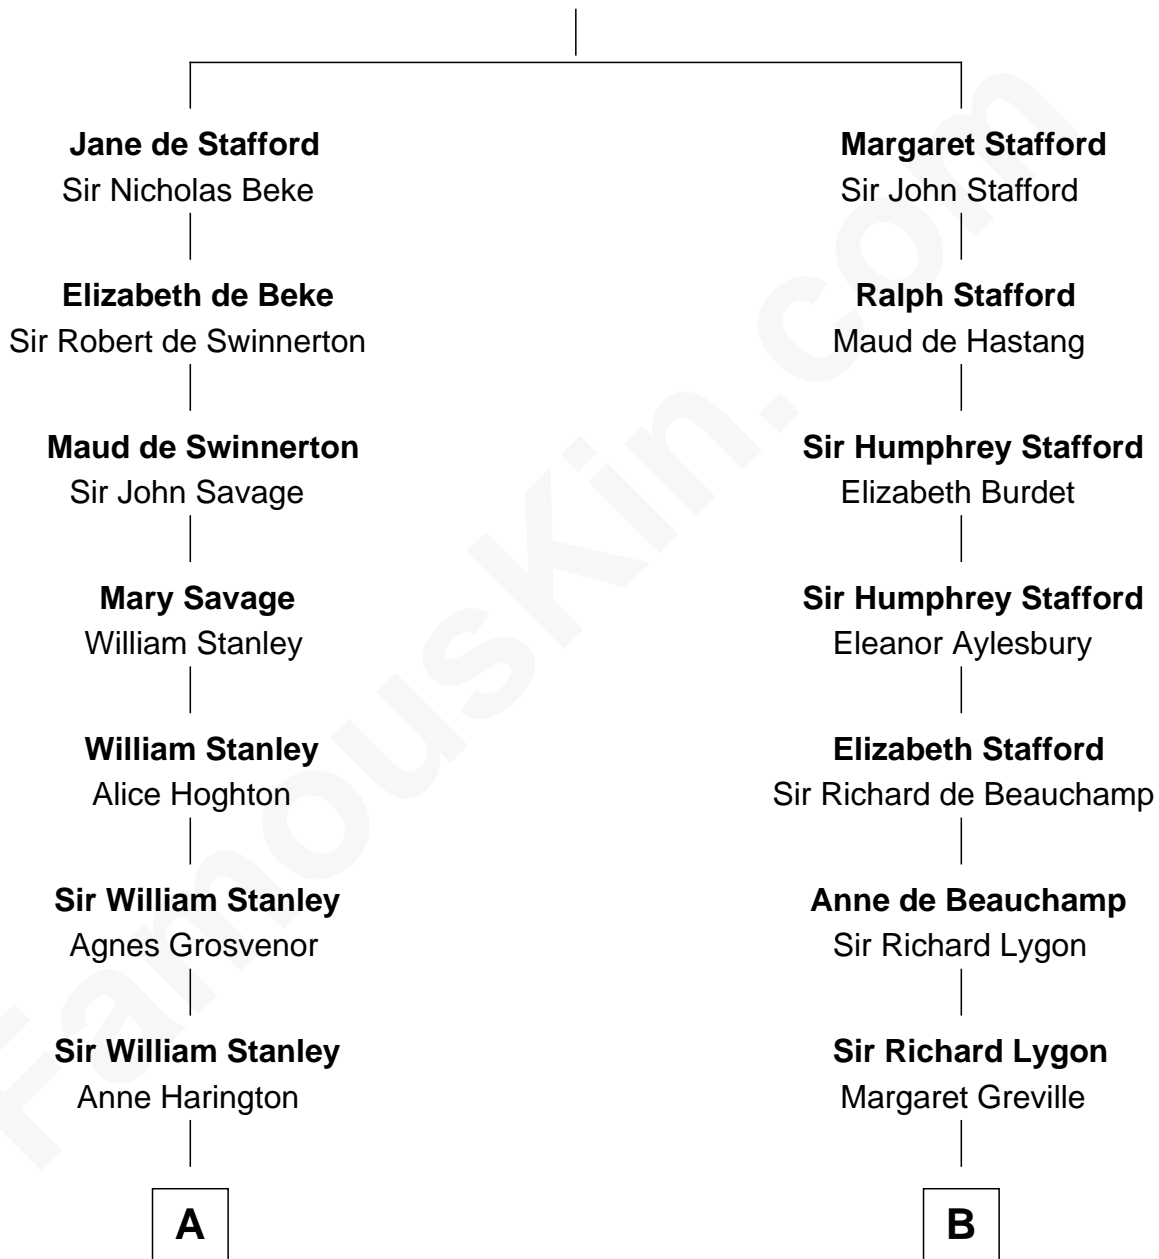 Jane de Stafford
Sir Nicholas Beke
Margaret Stafford
Sir John Stafford
Elizabeth de Beke
Sir Robert de Swinnerton
Ralph Stafford
Maud de Hastang
Maud de Swinnerton
Sir John Savage
Sir Humphrey Stafford
Elizabeth Burdet
Mary Savage
William Stanley
Sir Humphrey Stafford
Eleanor Aylesbury
William Stanley
Alice Hoghton
Elizabeth Stafford
Sir Richard de Beauchamp
Sir William Stanley
Agnes Grosvenor
Anne de Beauchamp
Sir Richard Lygon
Sir William Stanley
Anne Harington
Sir Richard Lygon
Margaret Greville
A
B
FamousKin.com